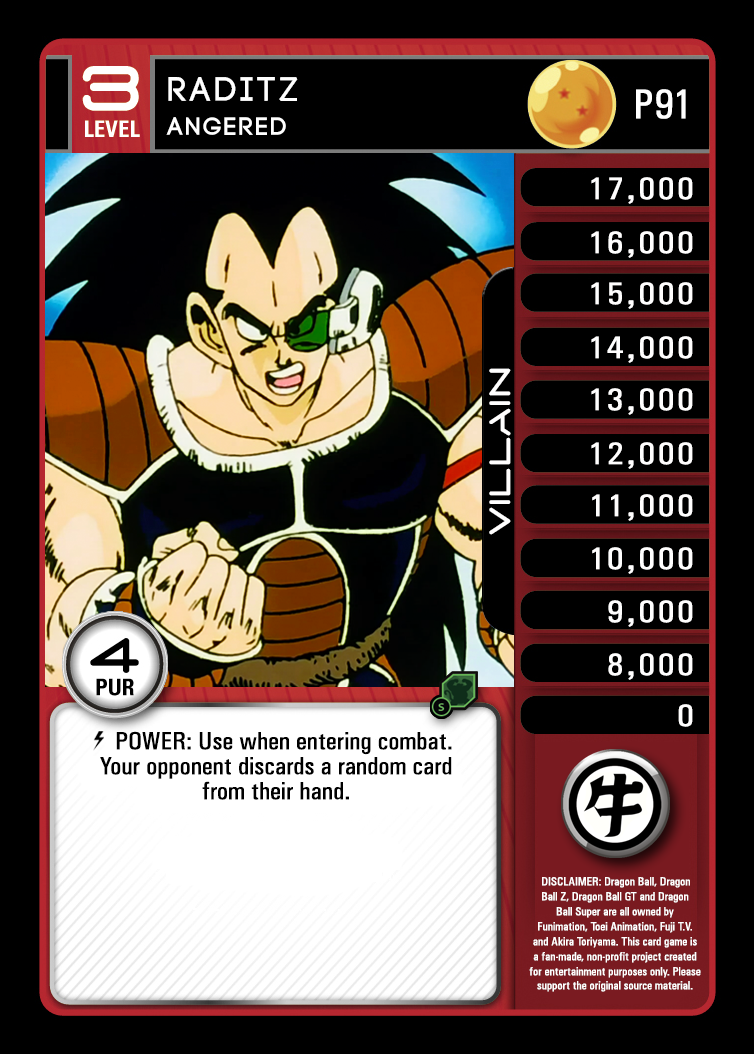 3
LEVEL
RADITZ
ANGERED
P91
17,000
16,000
15,000
14,000
13,000
12,000
11,000
10,000
9,000
8,000
0
VILLAIN
4
PUR
S
POWER: Use when entering combat.
Your opponent discards a random card
from their hand.
牛
DISCLAIMER: Dragon Ball, Dragon
Ball Z, Dragon Ball GT and Dragon
Ball Super are all owned by
Funimation, Toei Animation, Fuji T.V.
and Akira Toriyama. This card game is
a fan-made, non-profit project created
for entertainment purposes only. Please
support the original source material.